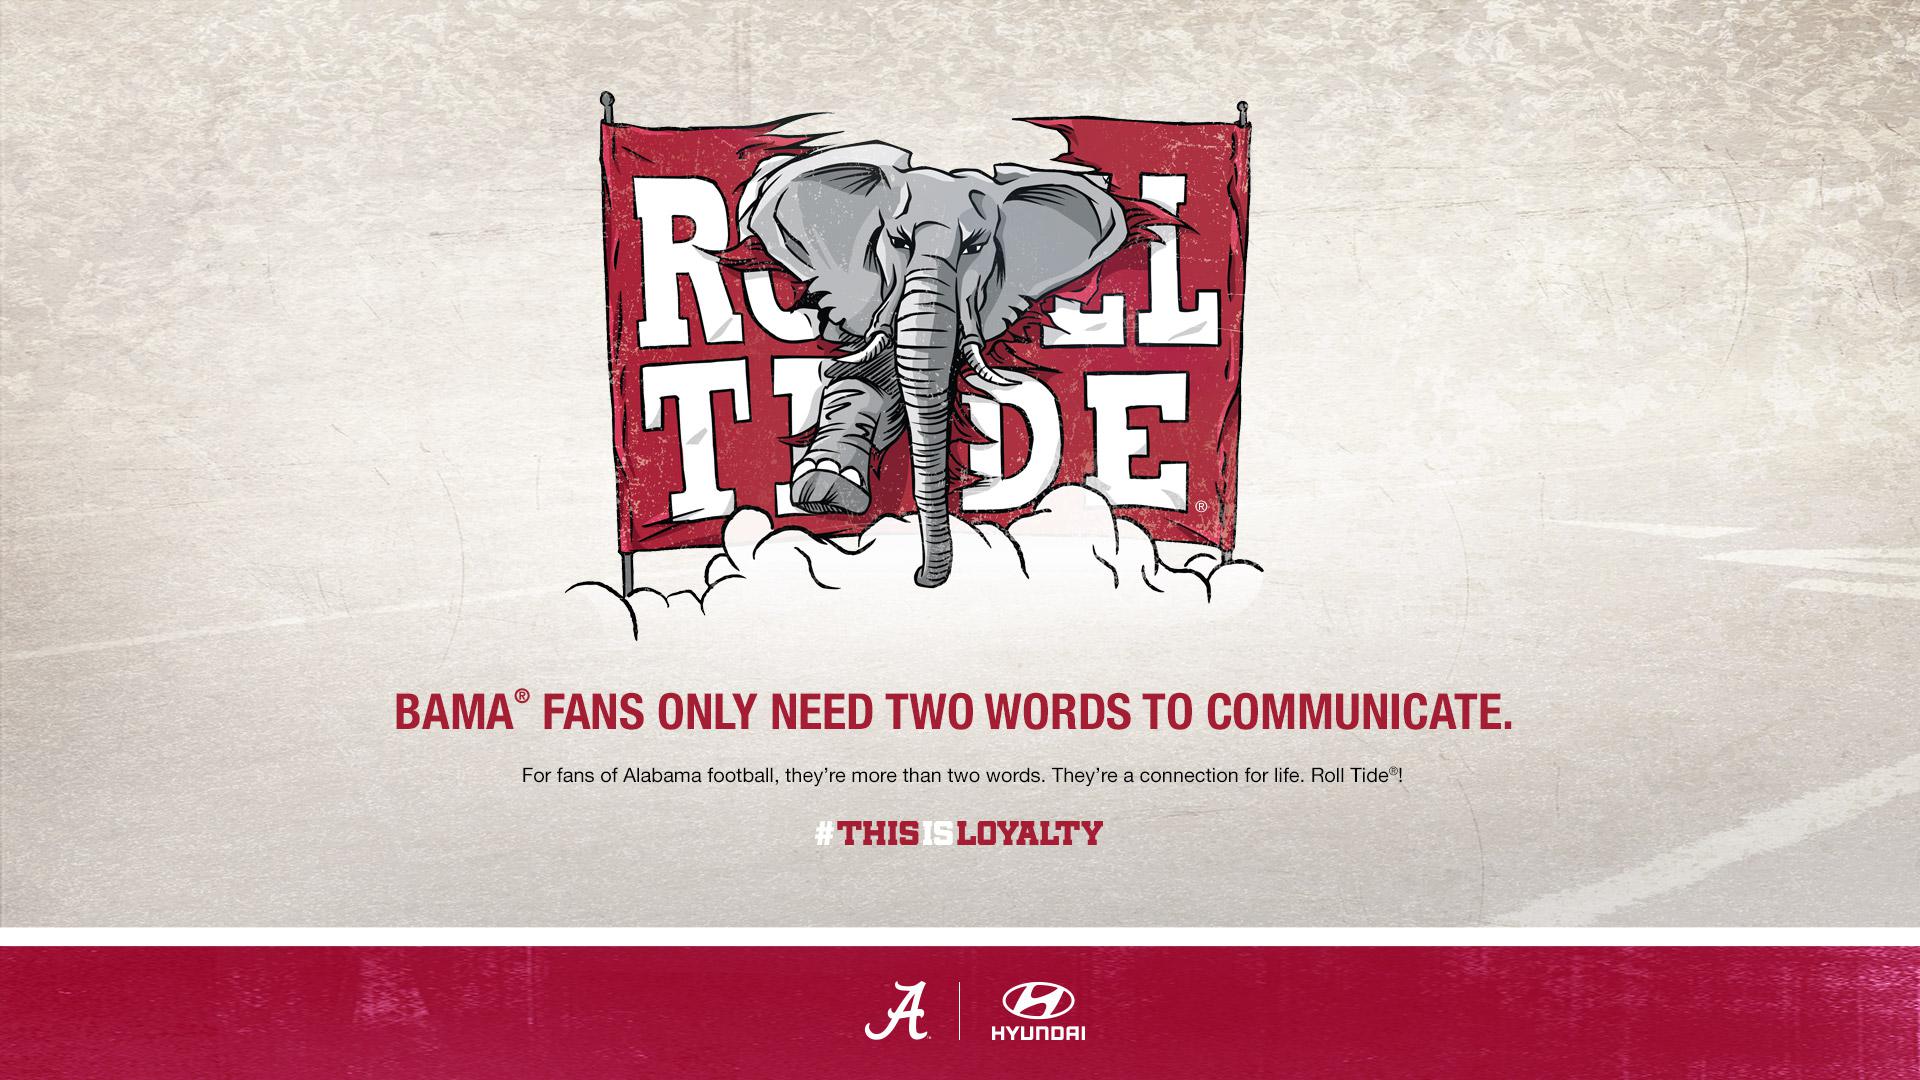 ROLL
TIDE®
BAMA® FANS ONLY NEED TWO WORDS TO COMMUNICATE.
For fans of Alabama football, they’re more than two words. They’re a connection for life. Roll Tide®!
#THISISLOYALTY
A HYUNDAI